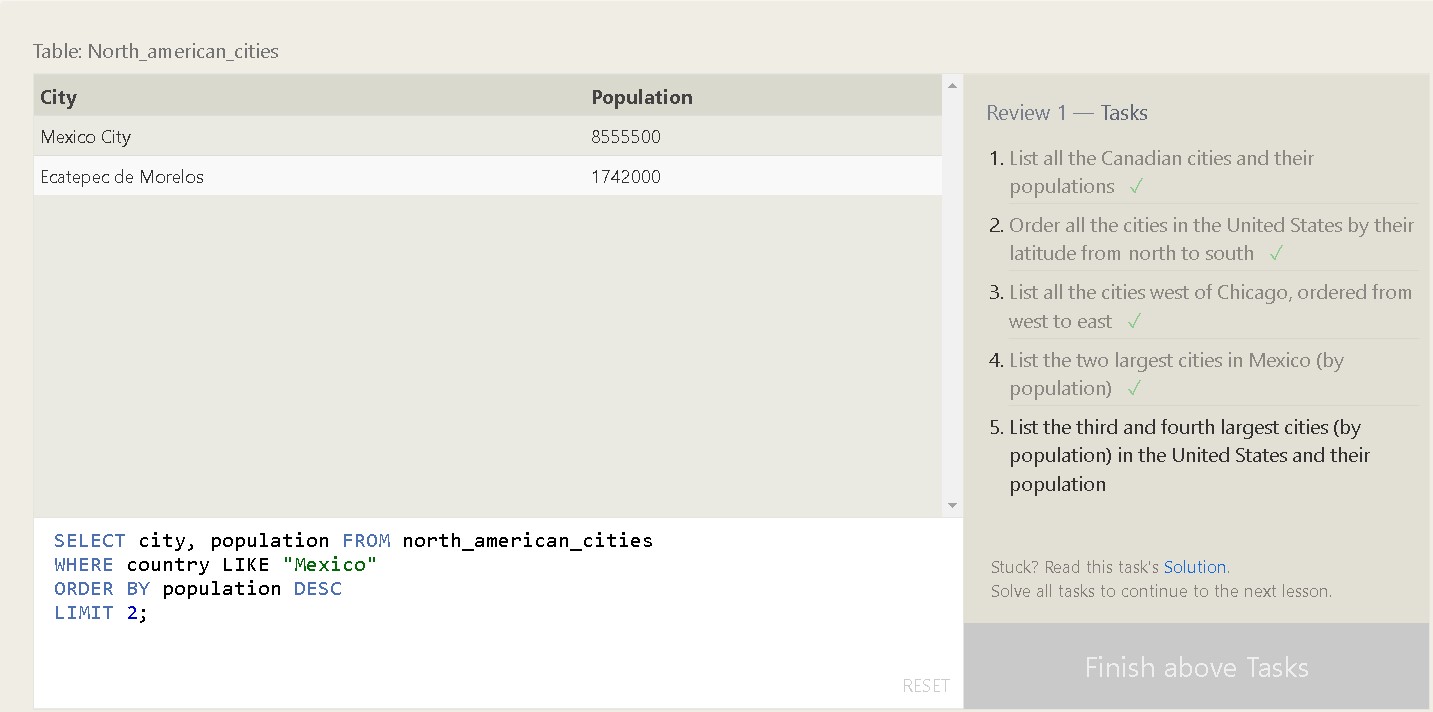 Table: North_american_cities
City Population
Mexico City 8555500
Ecatepec de Morelos 1742000
SELECT city, population FROM north_american_cities
WHERE country LIKE "Mexico"
ORDER BY population DESC
LIMIT 2;
RESET
Review 1 — Tasks
1. List all the Canadian cities and their
populations ✓
2. Order all the cities in the United States by their
latitude from north to south ✓
3. List all the cities west of Chicago, ordered from
west to east ✓
4. List the two largest cities in Mexico (by
population) ✓
5. List the third and fourth largest cities (by
population) in the United States and their
population
Stuck? Read this task's Solution.
Solve all tasks to continue to the next lesson.
Finish above Tasks